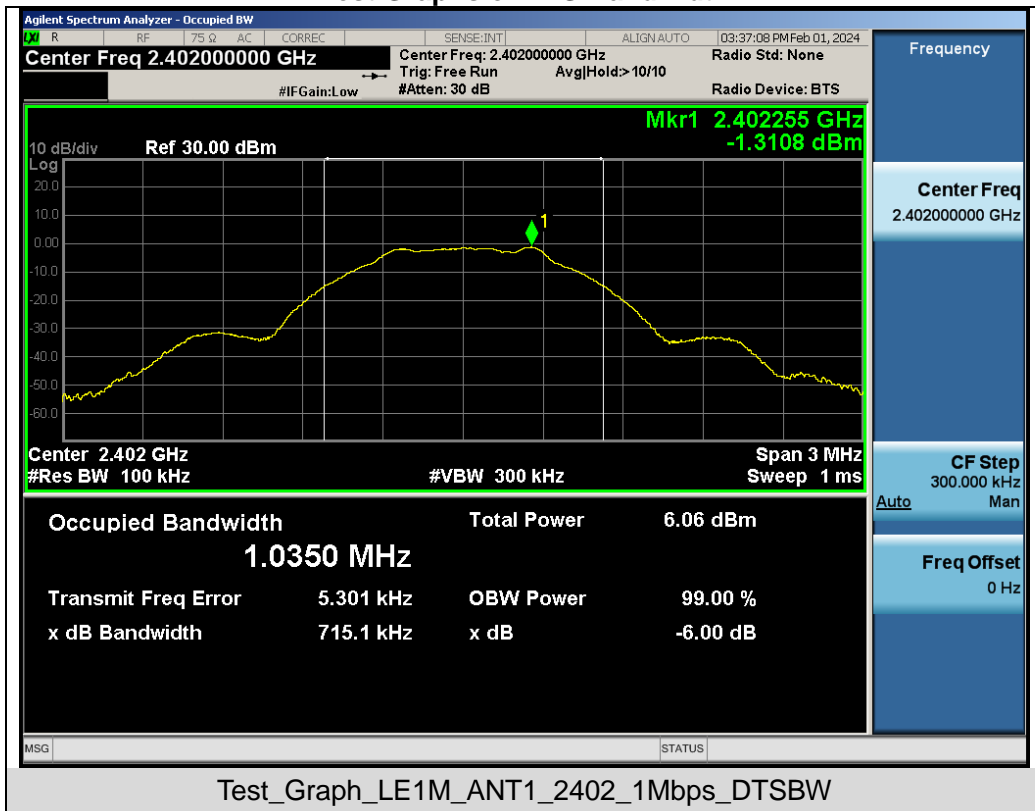 Agilent Spectrum Analyzer - Occupied BW
LXI R RF 75 Ω AC CORREC SENSE:INT ALIGN AUTO 03:37:08 PM Feb 01, 2024
Center Freq 2.402000000 GHz
Center Freq: 2.402000000 GHz Radio Std: None
Trig: Free Run Avg|Hold:>10/10
#IFGain:Low #Atten: 30 dB Radio Device: BTS
Frequency
Mkr1 2.402255 GHz
-1.3108 dBm
10 dB/div Ref 30.00 dBm
Log
20.0
10.0
0.00
-10.0
-20.0
-30.0
-40.0
-50.0
-60.0
1
Center 2.402 GHz Span 3 MHz
#Res BW 100 kHz #VBW 300 kHz Sweep 1 ms
Center Freq
2.402000000 GHz
CF Step
300.000 kHz
Auto Man
Freq Offset
0 Hz
Occupied Bandwidth Total Power 6.06 dBm
1.0350 MHz
Transmit Freq Error 5.301 kHz OBW Power 99.00 %
x dB Bandwidth 715.1 kHz x dB -6.00 dB
MSG STATUS
Test_Graph_LE1M_ANT1_2402_1Mbps_DTSBW